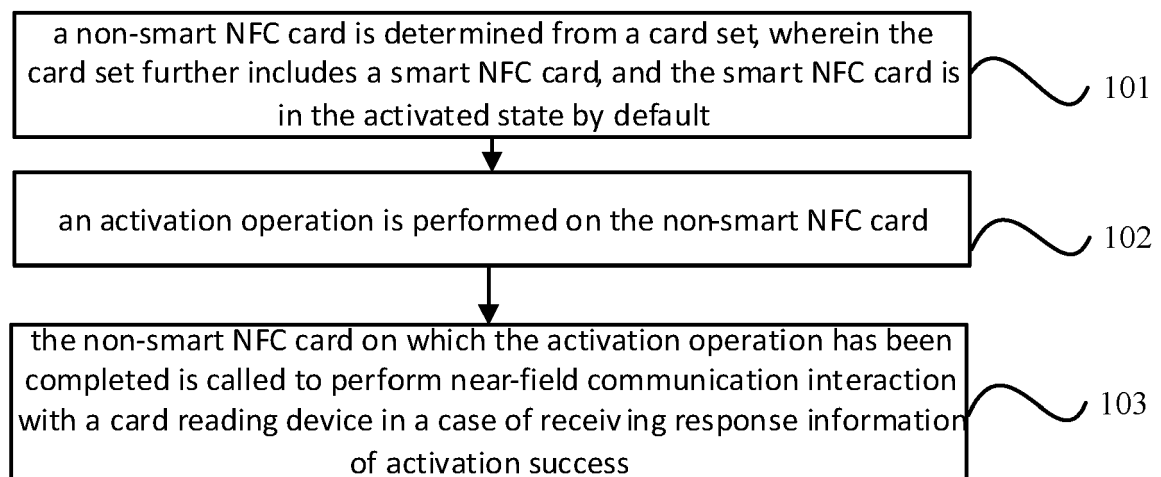 a non-smart NFC card is determined from a card set, wherein the
card set further includes a smart NFC card, and the smart NFC card is
in the activated state by default
101
an activation operation is performed on the non-smart NFC card
102
the non-smart NFC card on which the activation operation has been
completed is called to perform near-field communication interaction
with a card reading device in a case of receiving response information
of activation success
103